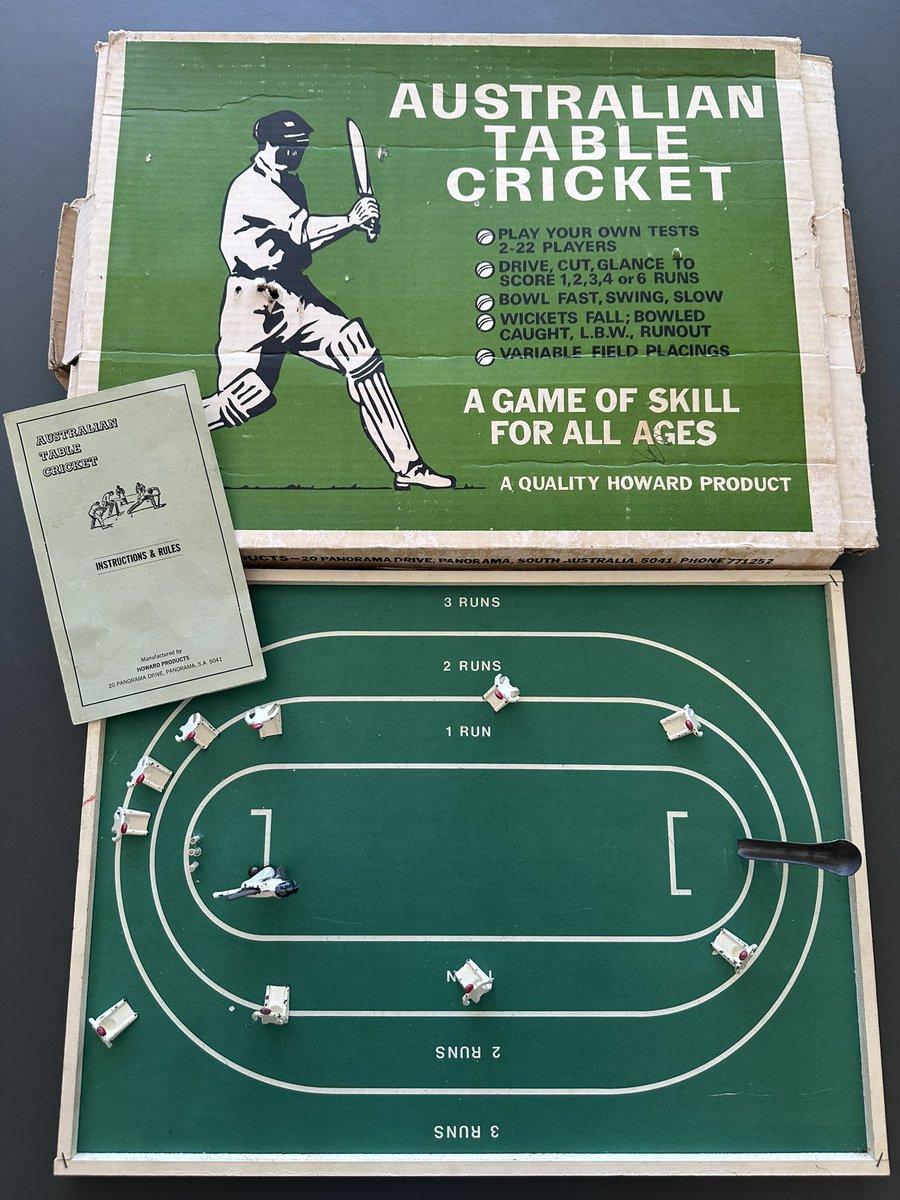 AUSTRALIAN
TABLE
CRICKET
PLAY YOUR OWN TESTS
2-22 PLAYERS
DRIVE, CUT, GLANCE TO
SCORE 1,2,3,4 or 6 RUNS
BOWL FAST, SWING, SLOW
WICKETS FALL; BOWLED
CAUGHT, L.B.W., RUNOUT
VARIABLE FIELD PLACINGS
A GAME OF SKILL
FOR ALL AGES
A QUALITY HOWARD PRODUCT
20 PANORAMA DRIVE, PANORAMA, SOUTH AUSTRALIA, 5041. PHONE 771252
AUSTRALIAN
TABLE
CRICKET
INSTRUCTIONS & RULES
Manufactured by
HOWARD PRODUCTS
20 PANORAMA DRIVE, PANORAMA, S.A. 5041
3 RUNS
2 RUNS
1 RUN
2 RUNS
3 RUNS